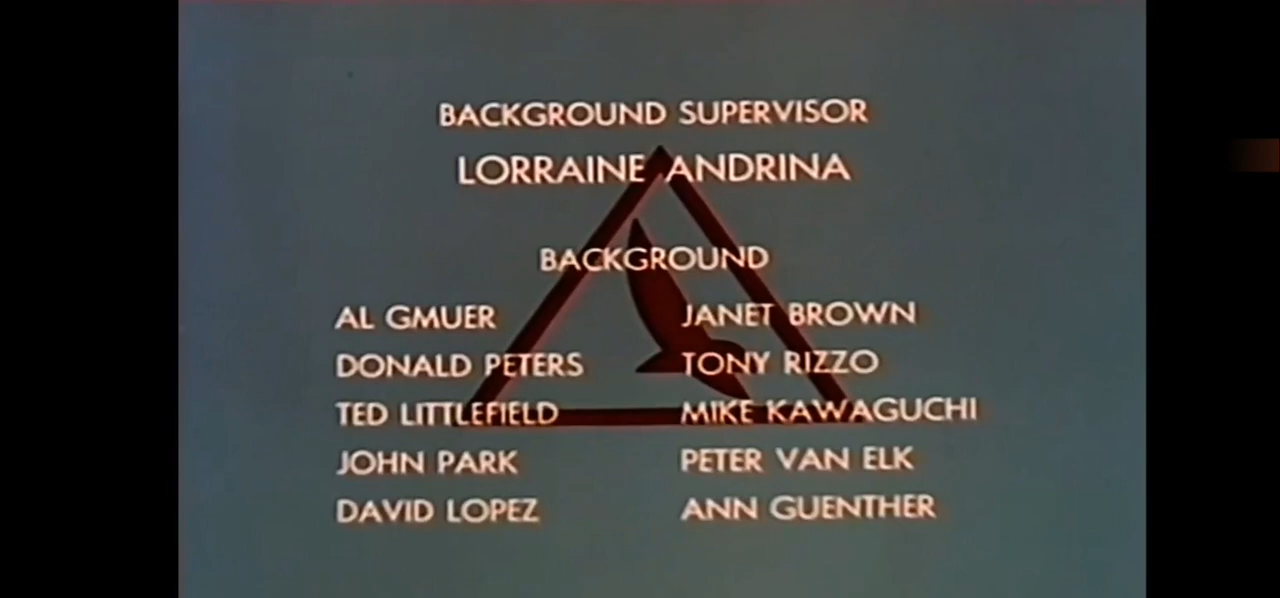 BACKGROUND SUPERVISOR
LORRAINE ANDRINA
BACKGROUND
AL GMUER JANET BROWN
DONALD PETERS TONY RIZZO
TED LITTLEFIELD MIKE KAWAGUCHI
JOHN PARK PETER VAN ELK
DAVID LOPEZ ANN GUENTHER